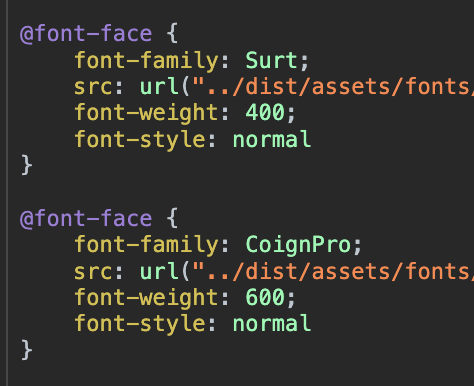 @font-face {
font-family: Surt;
src: url("../dist/assets/fonts/
font-weight: 400;
font-style: normal
}
@font-face {
font-family: CoignPro;
src: url("../dist/assets/fonts/
font-weight: 600;
font-style: normal
}